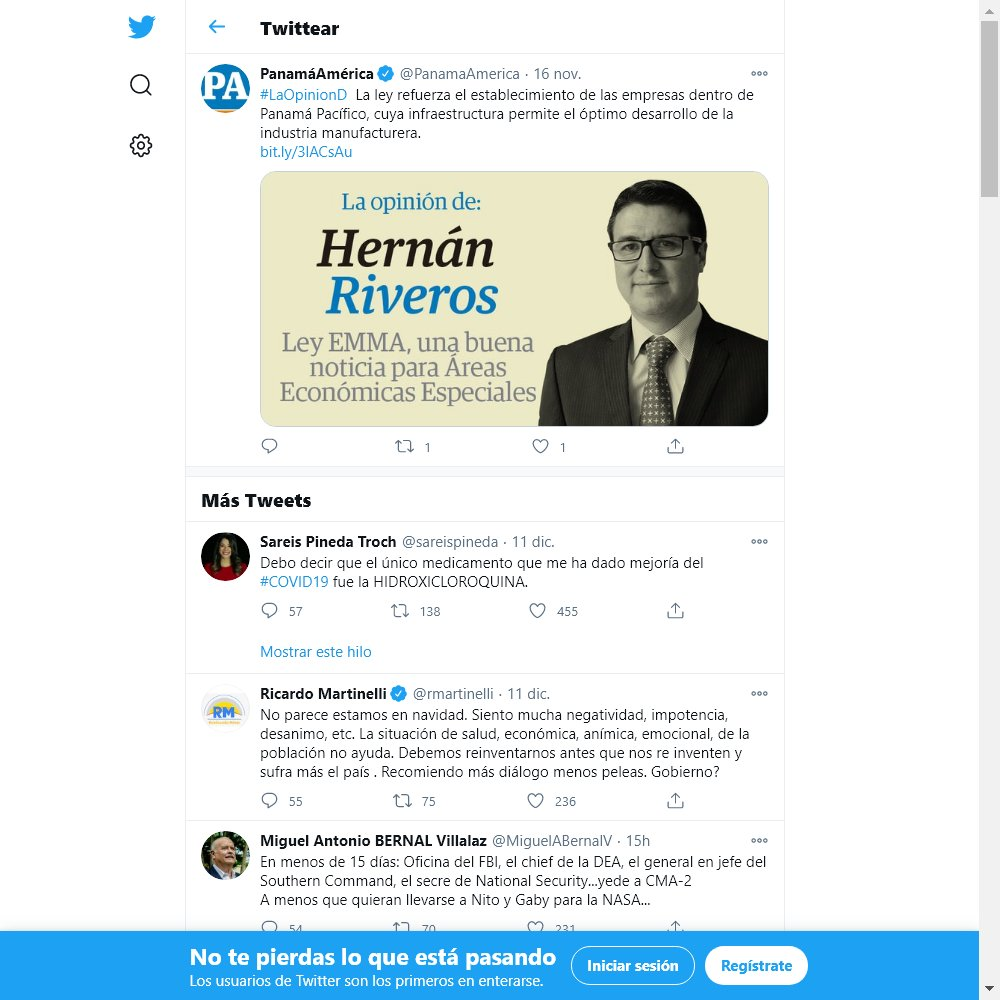 Twittear
PanamáAmérica @PanamaAmerica · 16 nov.
PA
#LaOpinionD La ley refuerza el establecimiento de las empresas dentro de
Panamá Pacífico, cuya infraestructura permite el óptimo desarrollo de la
industria manufacturera.
bit.ly/3lACsAu
La opinión de:
Hernán
Riveros
Ley EMMA, una buena
noticia para Áreas
Económicas Especiales
1 1
Más Tweets
Sareis Pineda Troch @sareispineda · 11 dic.
Debo decir que el único medicamento que me ha dado mejoría del
#COVID19 fue la HIDROXICLOROQUINA.
57 138 455
Mostrar este hilo
Ricardo Martinelli @rmartinelli · 11 dic.
RM
No parece estamos en navidad. Siento mucha negatividad, impotencia,
desanimo, etc. La situación de salud, económica, anímica, emocional, de la
población no ayuda. Debemos reinventarnos antes que nos re inventen y
sufra más el país . Recomiendo más diálogo menos peleas. Gobierno?
55 75 236
Miguel Antonio BERNAL Villalaz @MiguelABernalV · 15h
En menos de 15 días: Oficina del FBI, el chief de la DEA, el general en jefe del
Southern Command, el secre de National Security...yede a CMA-2
A menos que quieran llevarse a Nito y Gaby para la NASA...
54 70 231
No te pierdas lo que está pasando
Los usuarios de Twitter son los primeros en enterarse.
Iniciar sesión
Regístrate